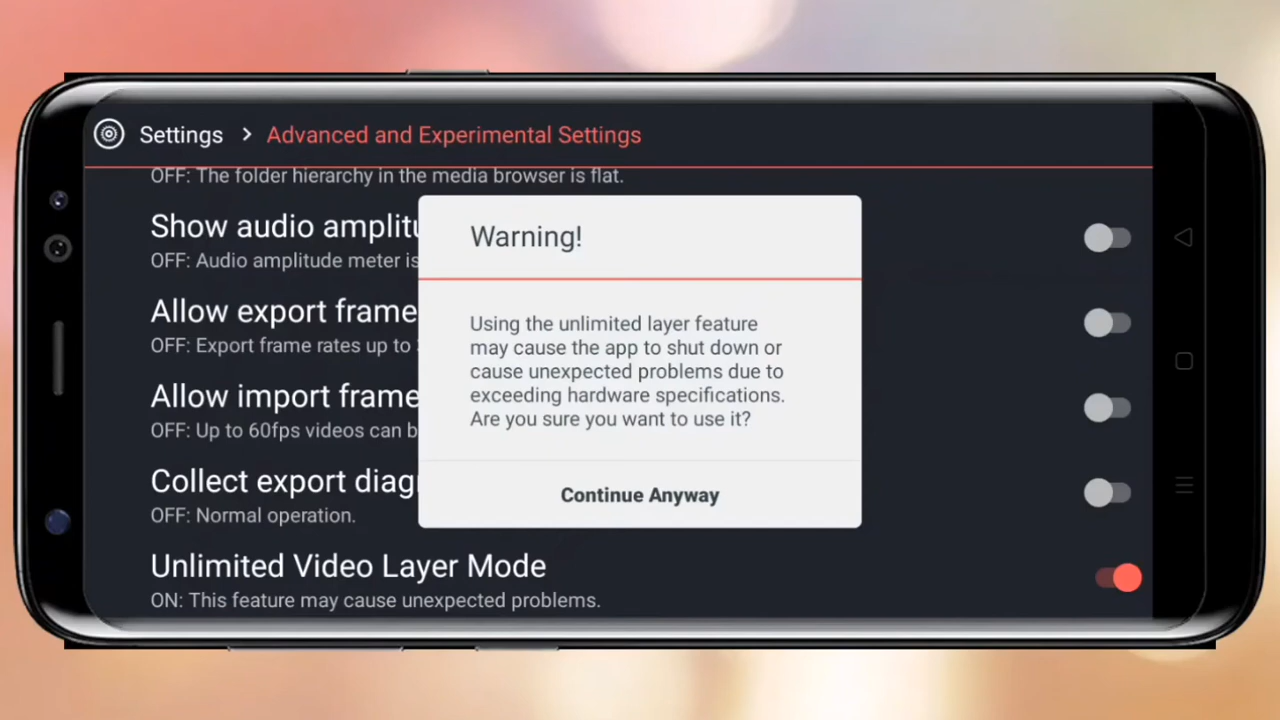 Settings > Advanced and Experimental Settings
OFF: The folder hierarchy in the media browser is flat.
Show audio amplitu
OFF: Audio amplitude meter is
Allow export frame
OFF: Export frame rates up to
Allow import frame
OFF: Up to 60fps videos can b
Collect export diag
OFF: Normal operation.
Unlimited Video Layer Mode
ON: This feature may cause unexpected problems.
Warning!
Using the unlimited layer feature
may cause the app to shut down or
cause unexpected problems due to
exceeding hardware specifications.
Are you sure you want to use it?
Continue Anyway